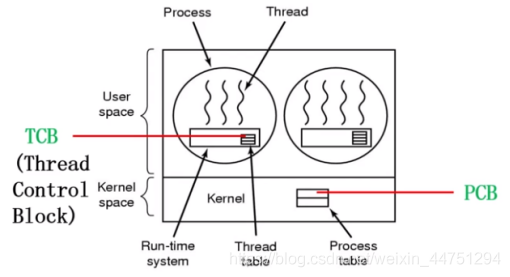 Process
Thread
User
space
TCB
(Thread
Control
Block)
Kernel
space
Kernel
PCB
Run-time
system
Thread
table
Process
table
http://blog.csdn.net/weixin_44751294